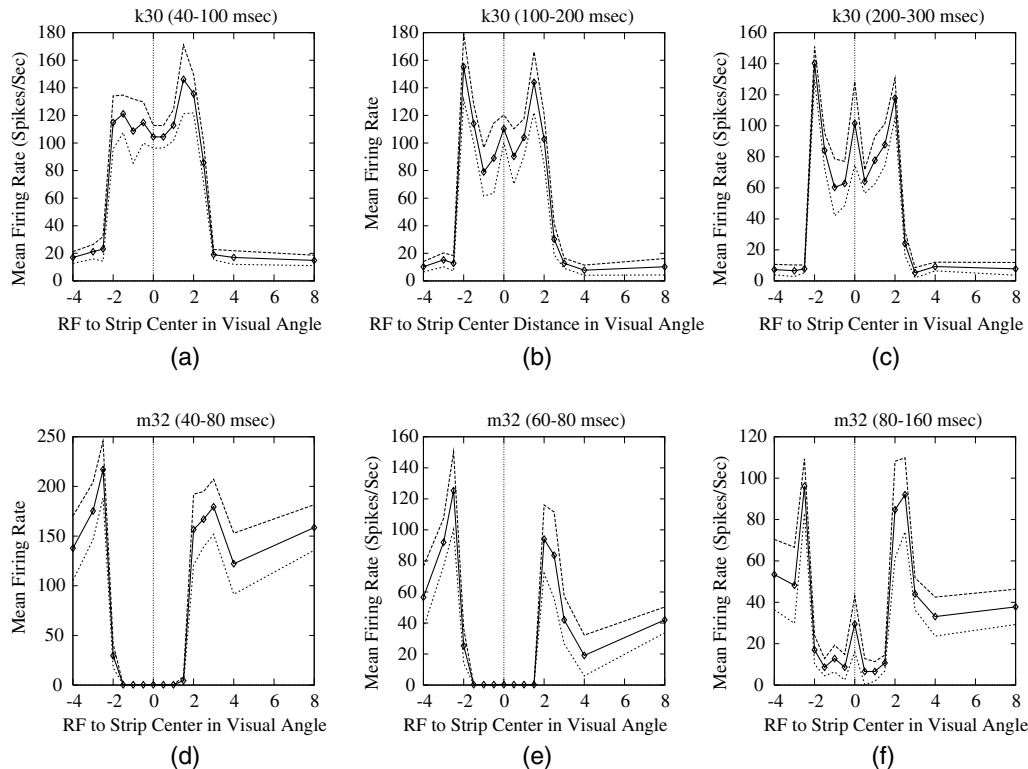 k30 (40-100 msec)
Mean Firing Rate (Spikes/Sec)
180
160
140
120
100
80
60
40
20
0
-4 -2 0 2 4 6 8
RF to Strip Center in Visual Angle
(a)
k30 (100-200 msec)
Mean Firing Rate
180
160
140
120
100
80
60
40
20
0
-4 -2 0 2 4 6 8
RF to Strip Center Distance in Visual Angle
(b)
k30 (200-300 msec)
Mean Firing Rate (Spikes/Sec)
160
140
120
100
80
60
40
20
0
-4 -2 0 2 4 6 8
RF to Strip Center in Visual Angle
(c)
m32 (40-80 msec)
Mean Firing Rate
250
200
150
100
50
0
-4 -2 0 2 4 6 8
RF to Strip Center in Visual Angle
(d)
m32 (60-80 msec)
Mean Firing Rate (Spikes/Sec)
160
140
120
100
80
60
40
20
0
-4 -2 0 2 4 6 8
RF to Strip Center in Visual Angle
(e)
m32 (80-160 msec)
Mean Firing Rate (Spikes/Sec)
120
100
80
60
40
20
0
-4 -2 0 2 4 6 8
RF to Strip Center in Visual Angle
(f)